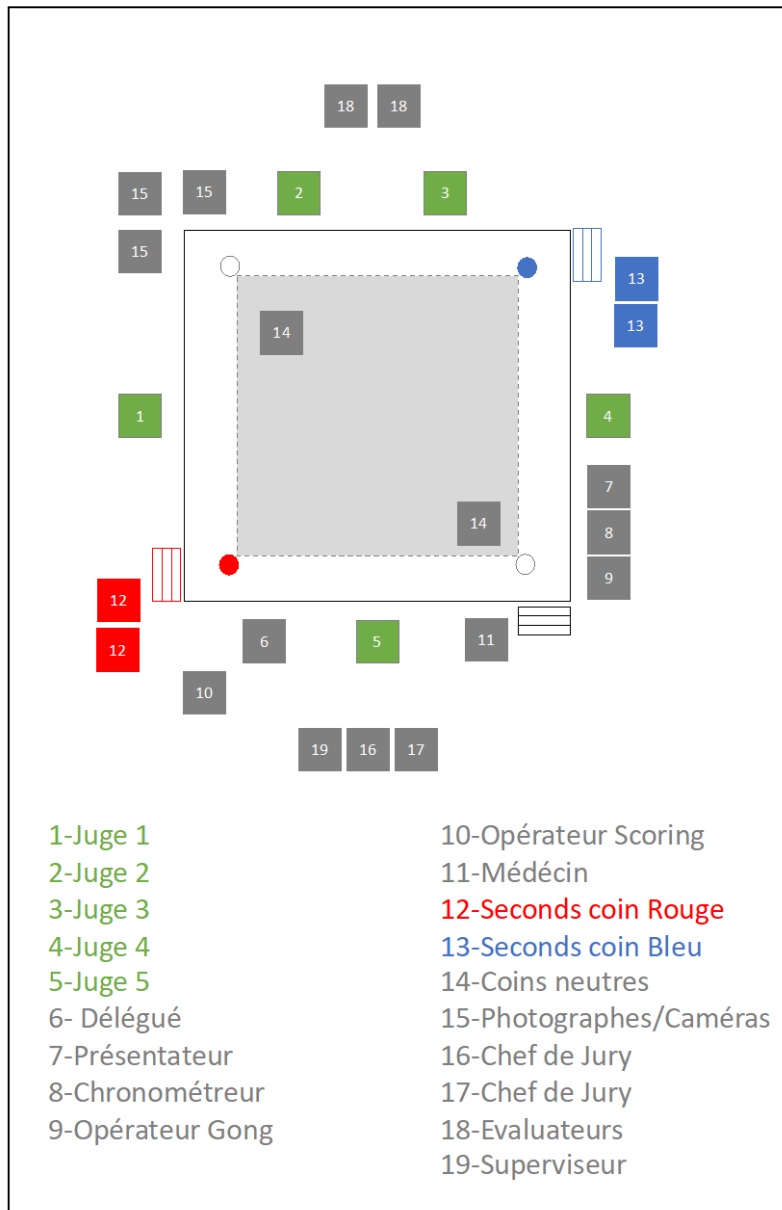 18 18
15 15 2 3
15
13
13
14
1 4
7
14
8
9
12
6 5 11
12
10
19 16 17
1-Juge 1
2-Juge 2
3-Juge 3
4-Juge 4
5-Juge 5
6- Délégué
7-Présentateur
8-Chronométreur
9-Opérateur Gong
10-Opérateur Scoring
11-Médécin
12-Seconds coin Rouge
13-Seconds coin Bleu
14-Coins neutres
15-Photographes/Caméras
16-Chef de Jury
17-Chef de Jury
18-Evaluateurs
19-Superviseur